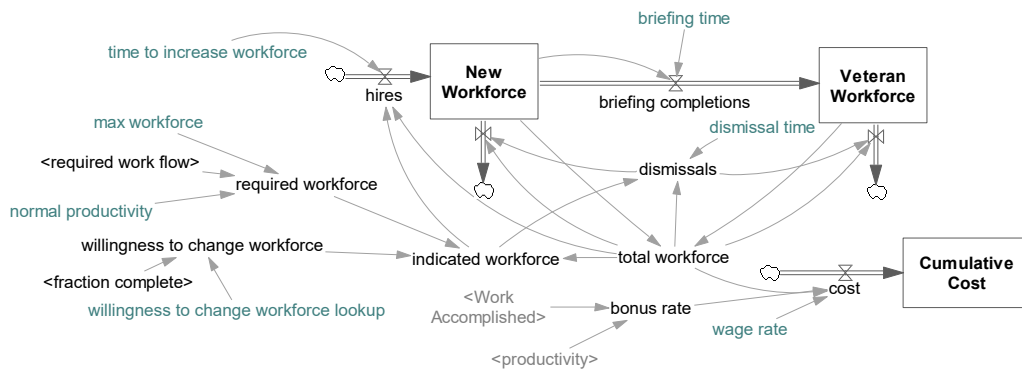 briefing time
time to increase workforce
New
Workforce
Veteran
Workforce
hires
briefing completions
max workforce
dismissal time
<required work flow>
dismissals
required workforce
normal productivity
willingness to change workforce
indicated workforce
total workforce
Cumulative
Cost
<fraction complete>
cost
<Work
Accomplished>
willingness to change workforce lookup
bonus rate
wage rate
<productivity>